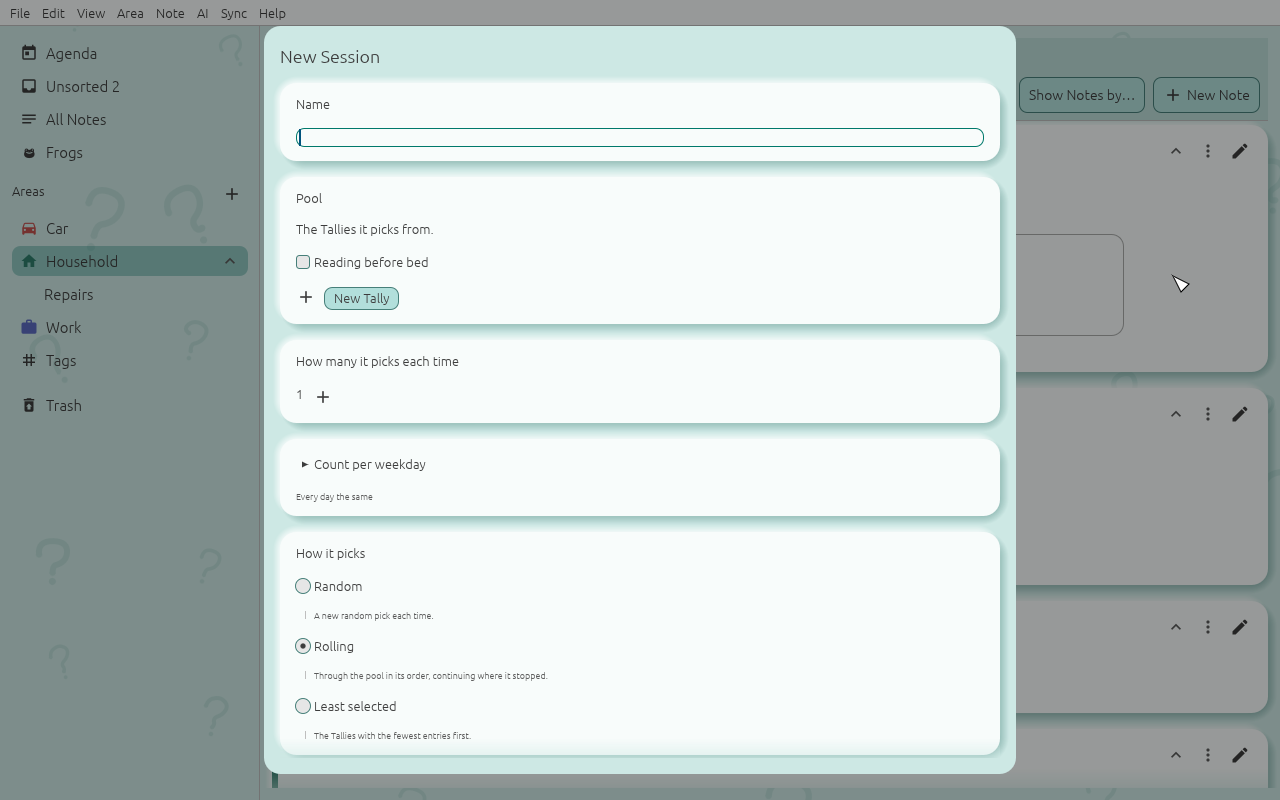 File Edit View Area Note AI Sync Help
Agenda
Unsorted 2
All Notes
Frogs
Areas
Car
Household
Repairs
Work
Tags
Trash
Show Notes by...
New Note
New Session
Name
Pool
The Tallies it picks from.
Reading before bed
New Tally
How many it picks each time
1
Count per weekday
Every day the same
How it picks
Random
A new random pick each time.
Rolling
Through the pool in its order, continuing where it stopped.
Least selected
The Tallies with the fewest entries first.